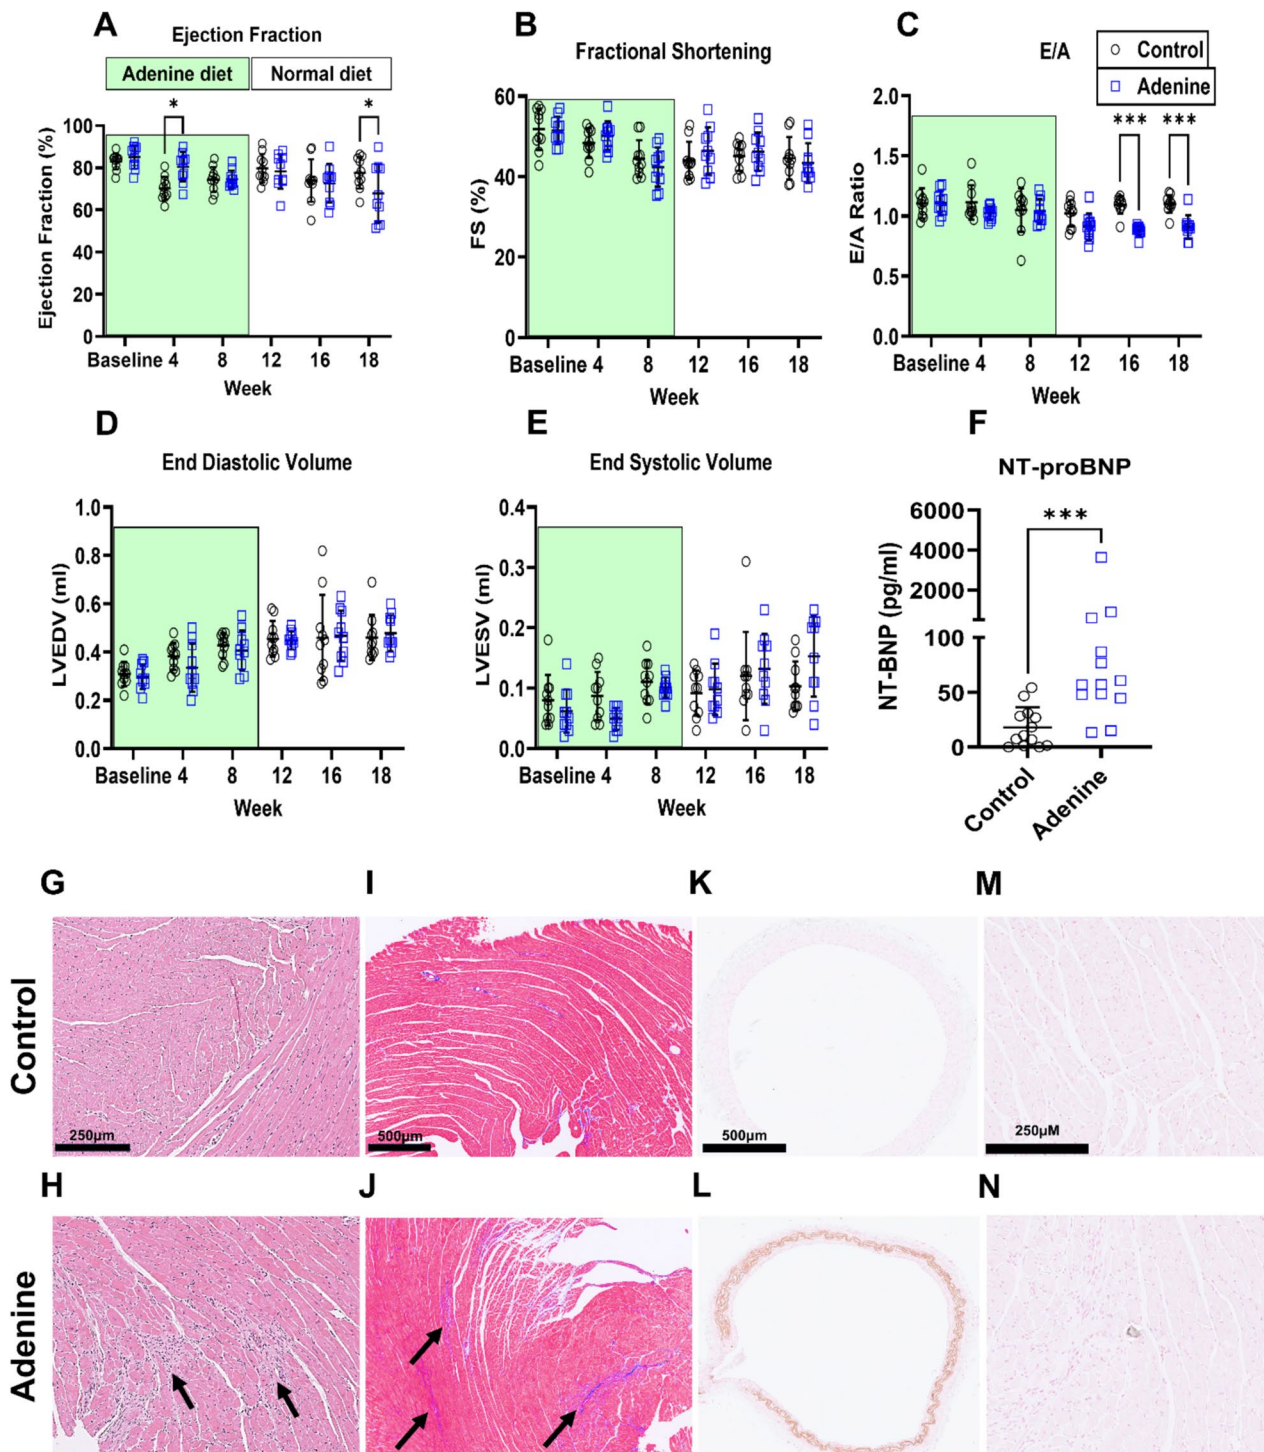 A
Ejection Fraction
Adenine diet
Normal diet
*
*
Ejection Fraction (%)
100
80
60
40
20
0
Baseline 4 8 12 16 18
Week
B
Fractional Shortening
FS (%)
60
40
20
0
Baseline 4 8 12 16 18
Week
C
E/A
Control
Adenine
*** ***
E/A Ratio
2.0
1.5
1.0
0.5
0.0
Baseline 4 8 12 16 18
Week
D
End Diastolic Volume
LVEDV (ml)
1.0
0.8
0.6
0.4
0.2
0.0
Baseline 4 8 12 16 18
Week
E
End Systolic Volume
LVESV (ml)
0.4
0.3
0.2
0.1
0.0
Baseline 4 8 12 16 18
Week
F
NT-proBNP
***
NT-BNP (pg/ml)
6000
4000
2000
100
50
0
Control
Adenine
G I K M
Control
250µm
500µm
500µm
250µM
H J L N
Adenine